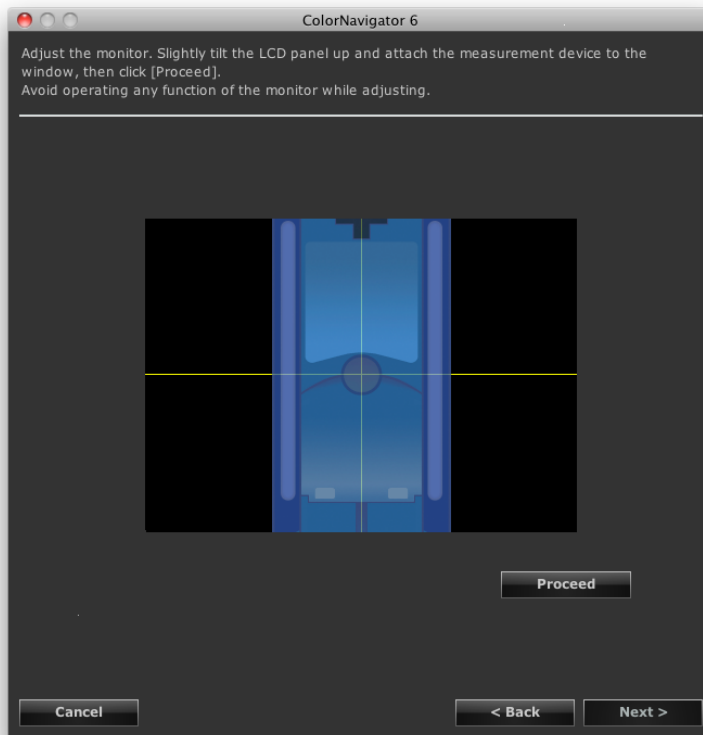 ColorNavigator 6
Adjust the monitor. Slightly tilt the LCD panel up and attach the measurement device to the
window, then click [Proceed].
Avoid operating any function of the monitor while adjusting.
Proceed
Cancel
< Back
Next >